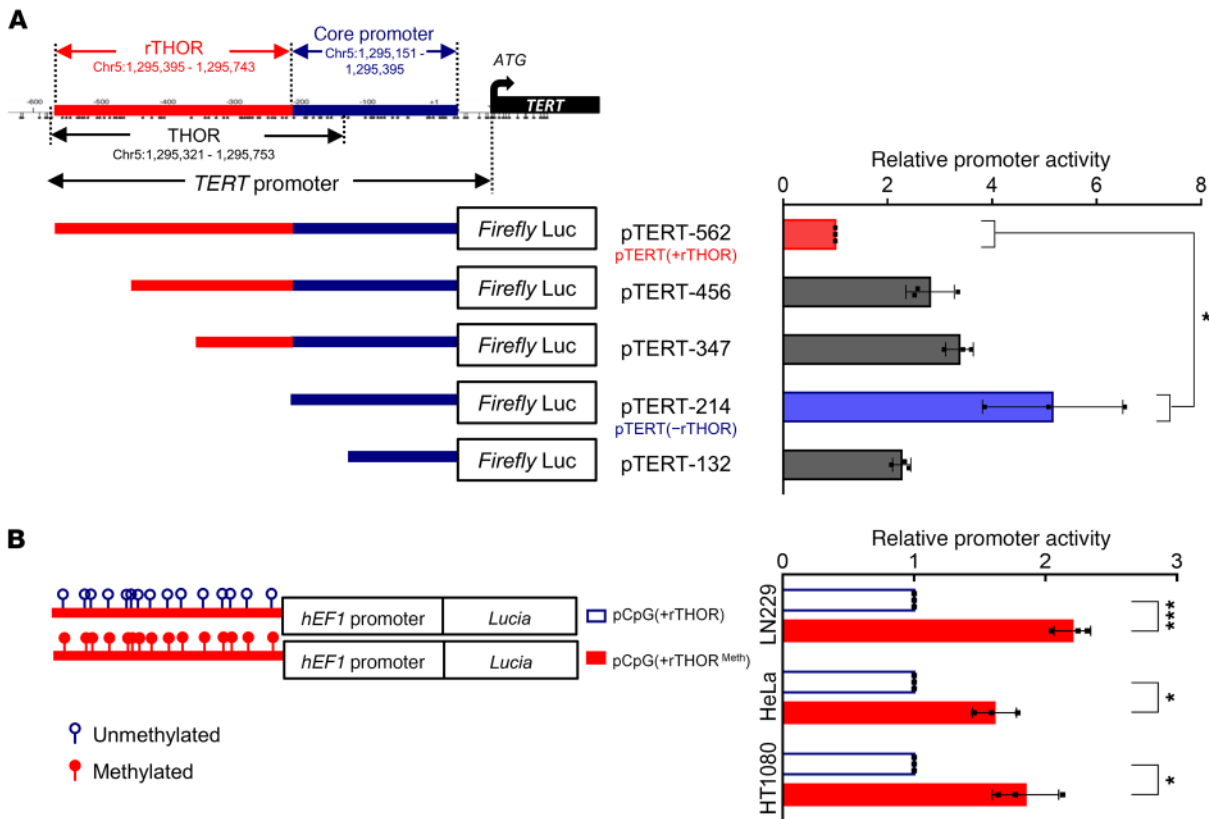 A
rTHOR
Chr5:1,295,395 - 1,295,743
Core promoter
Chr5:1,295,151 -
1,295,395
ATG
-600 -500 -400 -300 -200 -100 +1
TERT
THOR
Chr5:1,295,321 - 1,295,753
TERT promoter
Relative promoter activity
0 2 4 6 8
Firefly Luc pTERT-562
pTERT(+rTHOR)
Firefly Luc pTERT-456
Firefly Luc pTERT-347
Firefly Luc pTERT-214
pTERT(−rTHOR)
Firefly Luc pTERT-132
*
B
Relative promoter activity
0 1 2 3
hEF1 promoter Lucia pCpG(+rTHOR)
hEF1 promoter Lucia pCpG(+rTHOR Meth)
Unmethylated
Methylated
LN229 ***
HeLa *
HT1080 *